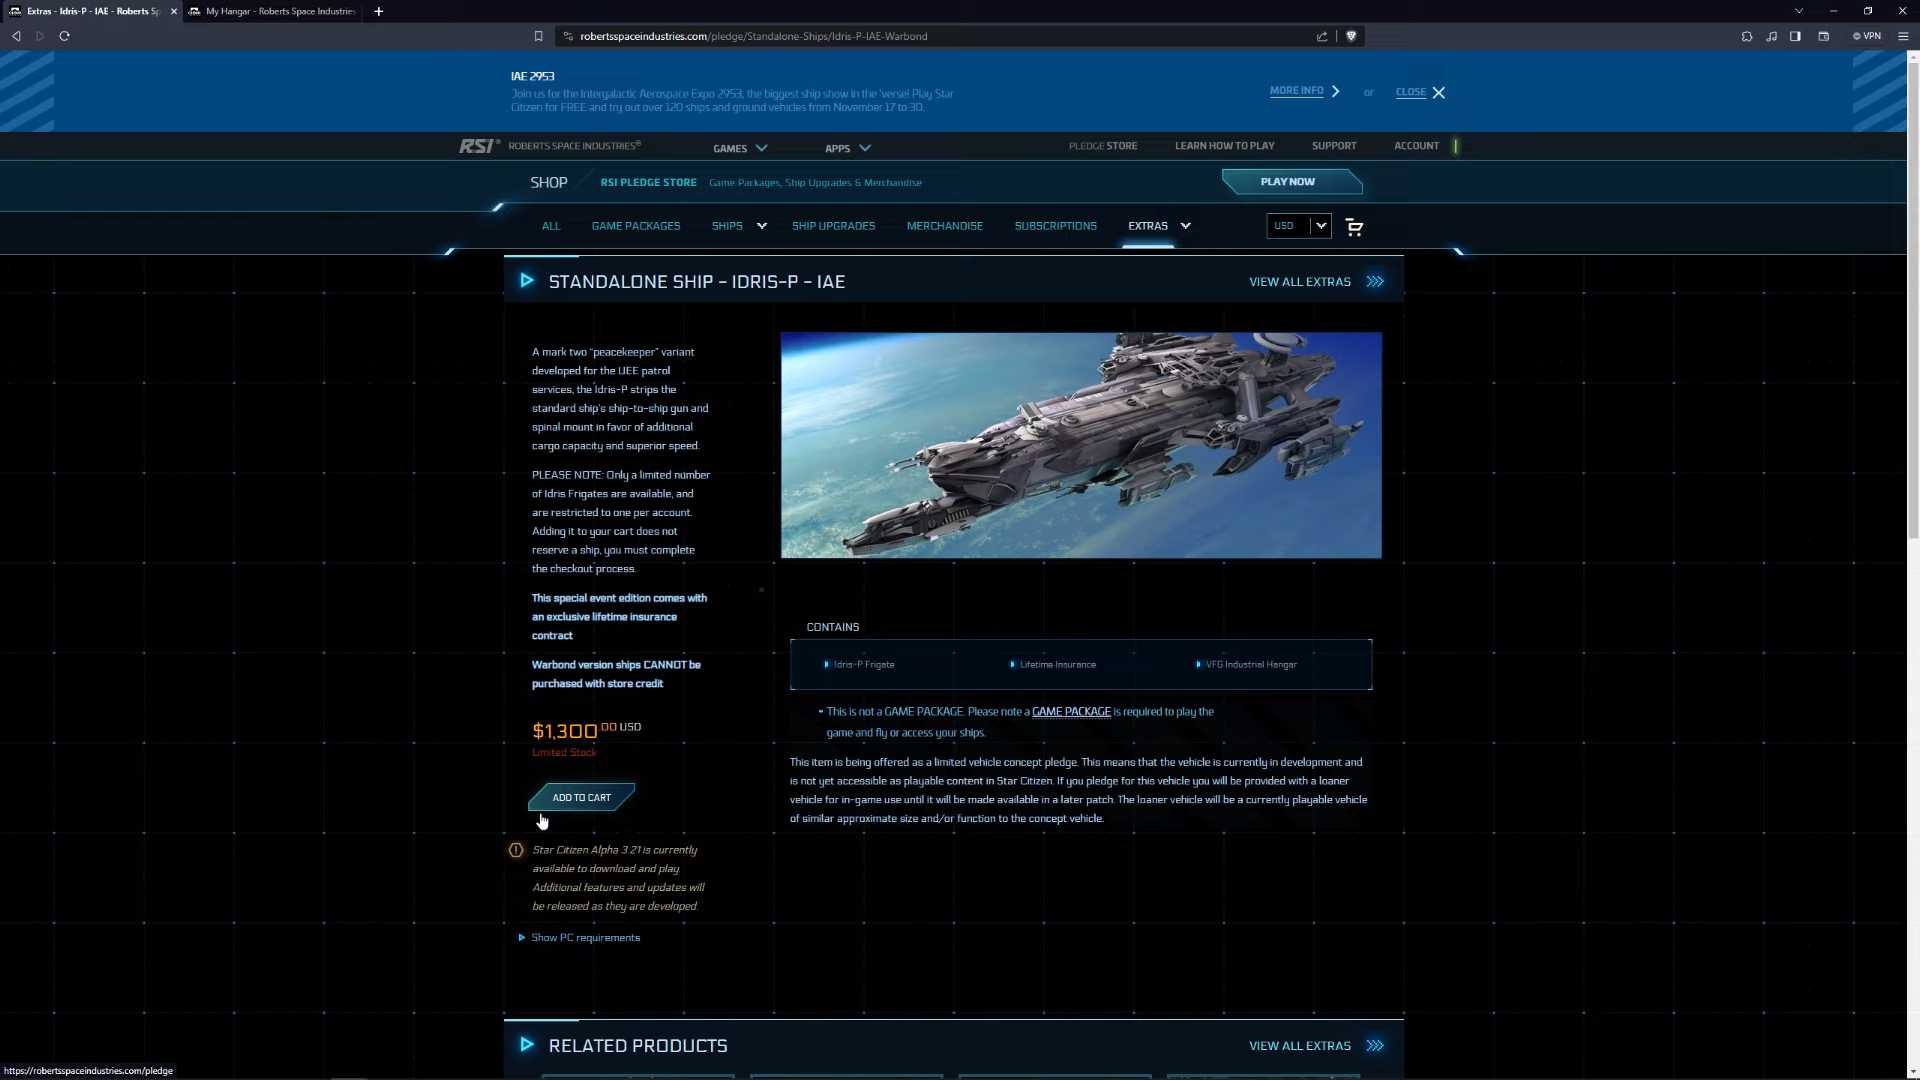 Extras - Idris-P - IAE - Roberts Sp
My Hangar - Roberts Space Industries
robertsspaceindustries.com/pledge/Standalone-Ships/Idris-P-IAE-Warbond
VPN
IAE 2953
Join us for the Intergalactic Aerospace Expo 2953, the biggest ship show in the 'verse! Play Star
Citizen for FREE and try out over 120 ships and ground vehicles from November 17 to 30.
MORE INFO
or
CLOSE
RSI
ROBERTS SPACE INDUSTRIES®
GAMES
APPS
PLEDGE STORE
LEARN HOW TO PLAY
SUPPORT
ACCOUNT
SHOP
RSI PLEDGE STORE
Game Packages, Ship Upgrades & Merchandise
PLAY NOW
ALL
GAME PACKAGES
SHIPS
SHIP UPGRADES
MERCHANDISE
SUBSCRIPTIONS
EXTRAS
USD
STANDALONE SHIP - IDRIS-P - IAE
VIEW ALL EXTRAS
A mark two "peacekeeper" variant
developed for the UEE patrol
services, the Idris-P strips the
standard ship's ship-to-ship gun and
spinal mount in favor of additional
cargo capacity and superior speed.
PLEASE NOTE: Only a limited number
of Idris Frigates are available, and
are restricted to one per account.
Adding it to your cart does not
reserve a ship, you must complete
the checkout process.
This special event edition comes with
an exclusive lifetime insurance
contract
Warbond version ships CANNOT be
purchased with store credit
$1,300.00 USD
Limited Stock
ADD TO CART
Star Citizen Alpha 3.21 is currently
available to download and play.
Additional features and updates will
be released as they are developed.
Show PC requirements
CONTAINS
Idris-P Frigate
Lifetime Insurance
VFG Industrial Hangar
- This is not a GAME PACKAGE. Please note a GAME PACKAGE is required to play the
game and fly or access your ships.
This item is being offered as a limited vehicle concept pledge. This means that the vehicle is currently in development and
is not yet accessible as playable content in Star Citizen. If you pledge for this vehicle you will be provided with a loaner
vehicle for in-game use until it will be made available in a later patch. The loaner vehicle will be a currently playable vehicle
of similar approximate size and/or function to the concept vehicle.
RELATED PRODUCTS
VIEW ALL EXTRAS
https://robertsspaceindustries.com/pledge